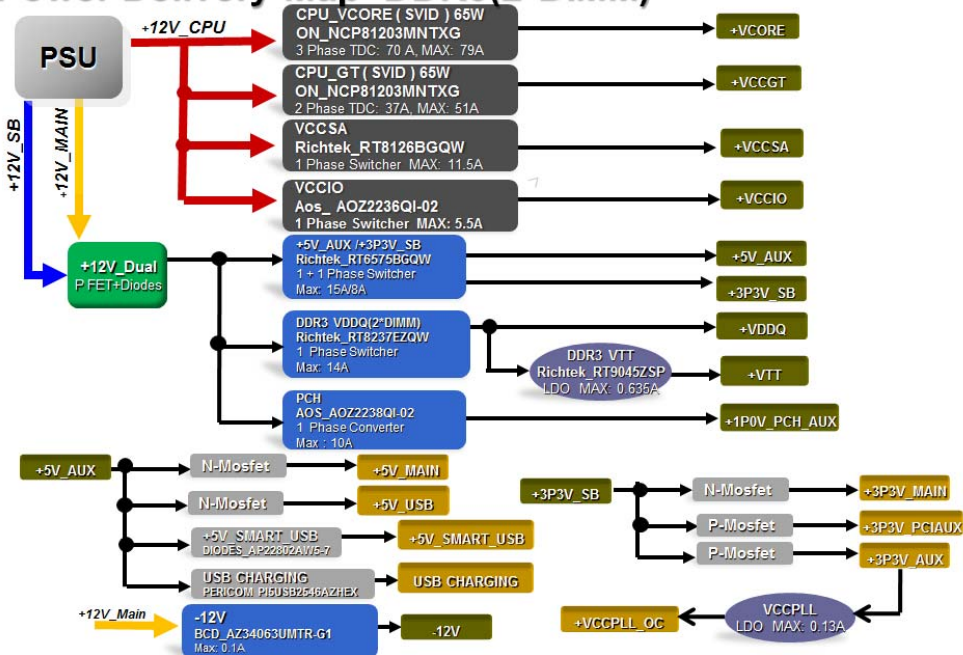 Power Delivery Map DDR3(2*DIMM)
PSU
+12V_CPU
+12V_SB
+12V_MAIN
CPU_VCORE ( SVID ) 65W
ON_NCP81203MNTXG
3 Phase TDC: 70 A, MAX: 79A
+VCORE
CPU_GT ( SVID ) 65W
ON_NCP81203MNTXG
2 Phase TDC: 37A, MAX: 51A
+VCCGT
VCCSA
Richtek_RT8126BGQW
1 Phase Switcher MAX: 11.5A
+VCCSA
VCCIO
Aos_ AOZ2236QI-02
1 Phase Switcher MAX: 5.5A
+VCCIO
+12V_Dual
P FET+Diodes
+5V_AUX /+3P3V_SB
Richtek_RT6575BGQW
1 + 1 Phase Switcher
Max: 15A/8A
+5V_AUX
+3P3V_SB
DDR3 VDDQ(2*DIMM)
Richtek_RT8237EZQW
1 Phase Switcher
Max: 14A
+VDDQ
DDR3 VTT
Richtek_RT9045ZSP
LDO MAX: 0.635A
+VTT
PCH
AOS_AOZ2238QI-02
1 Phase Converter
Max : 10A
+1P0V_PCH_AUX
+5V_AUX
N-Mosfet
+5V_MAIN
N-Mosfet
+5V_USB
+5V_SMART_USB
DIODES_AP22802AW5-7
+5V_SMART_USB
USB CHARGING
PERICOM_PI5USB2546AZHEX
USB CHARGING
+12V_Main
-12V
BCD_AZ34063UMTR-G1
Max: 0.1A
-12V
+3P3V_SB
N-Mosfet
+3P3V_MAIN
P-Mosfet
+3P3V_PCIAUX
P-Mosfet
+3P3V_AUX
VCCPLL
LDO MAX: 0.13A
+VCCPLL_OC